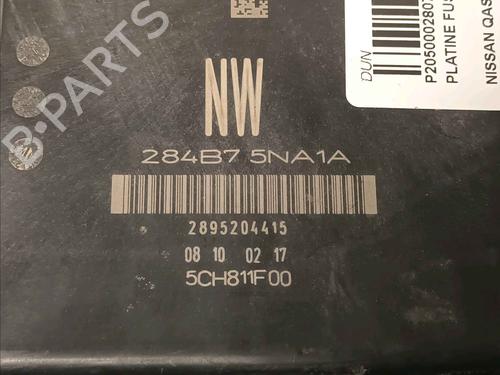 NW
284B7 5NA1A
2895204415
08 10 02 17
5CH811F00
DUN
P2050002807
PLATINE FUS
NISSAN QAS
B-PARTS